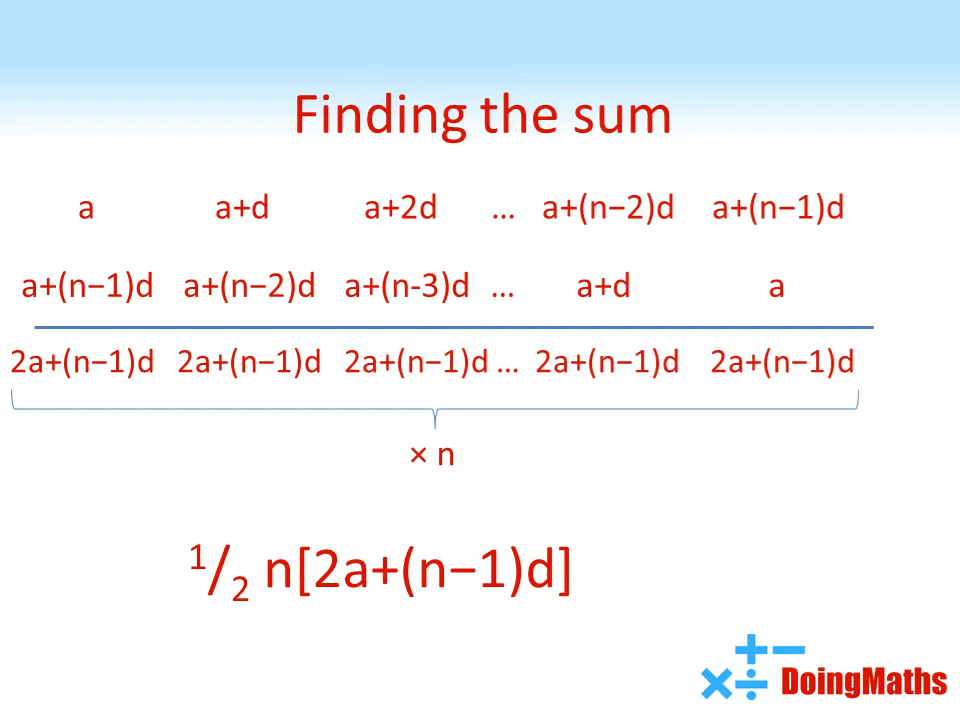 Finding the sum
a a+d a+2d ... a+(n−2)d a+(n−1)d
a+(n−1)d a+(n−2)d a+(n-3)d ... a+d a
2a+(n−1)d 2a+(n−1)d 2a+(n−1)d ... 2a+(n−1)d 2a+(n−1)d
× n
1/2 n[2a+(n−1)d]
DoingMaths